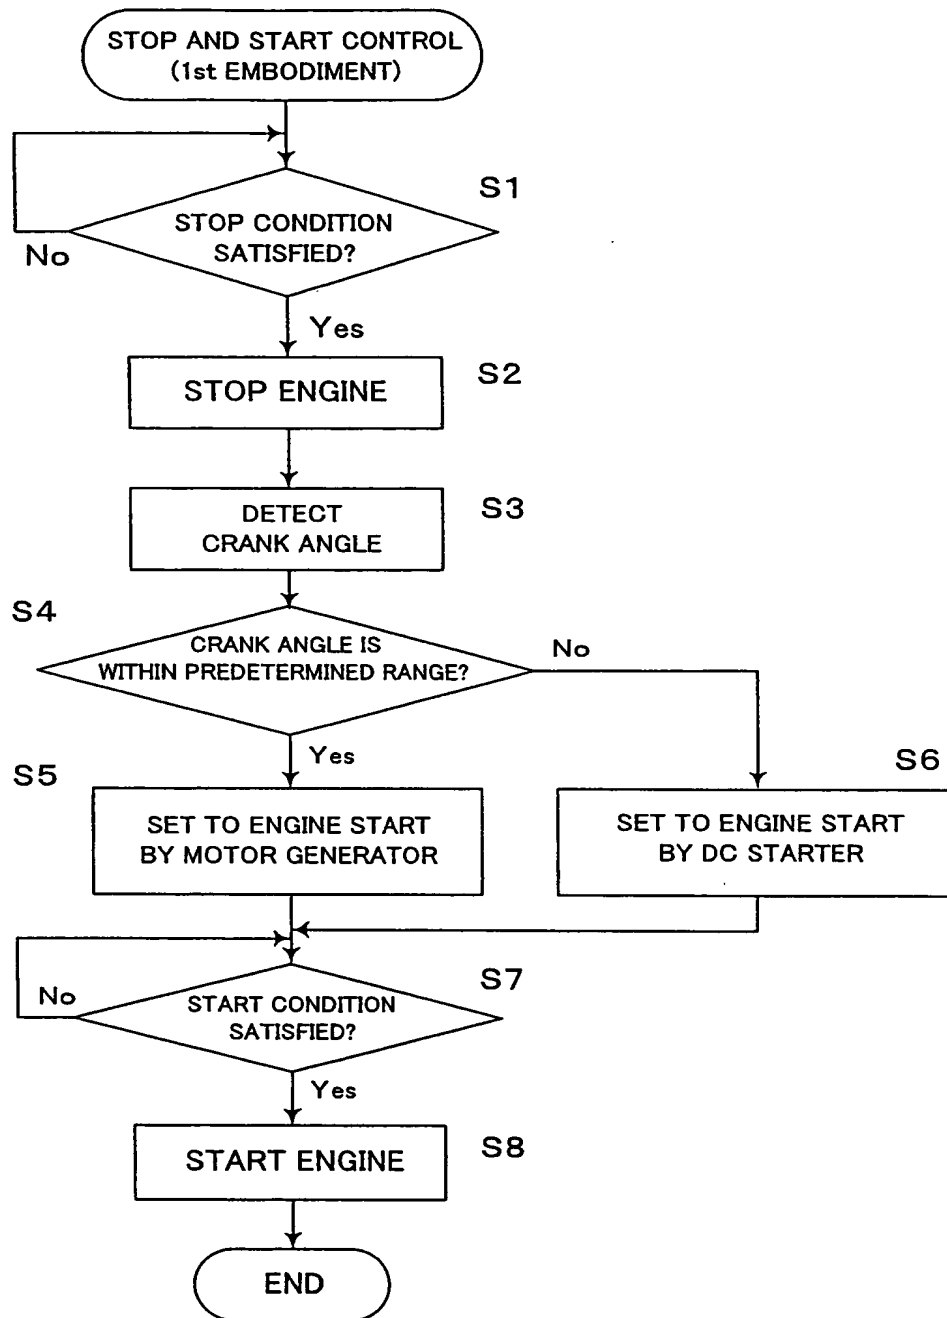 STOP AND START CONTROL
(1st EMBODIMENT)
S1
STOP CONDITION
SATISFIED?
No
Yes
S2
STOP ENGINE
S3
DETECT
CRANK ANGLE
S4
CRANK ANGLE IS
WITHIN PREDETERMINED RANGE?
No
Yes
S5
SET TO ENGINE START
BY MOTOR GENERATOR
S6
SET TO ENGINE START
BY DC STARTER
S7
No
START CONDITION
SATISFIED?
Yes
S8
START ENGINE
END